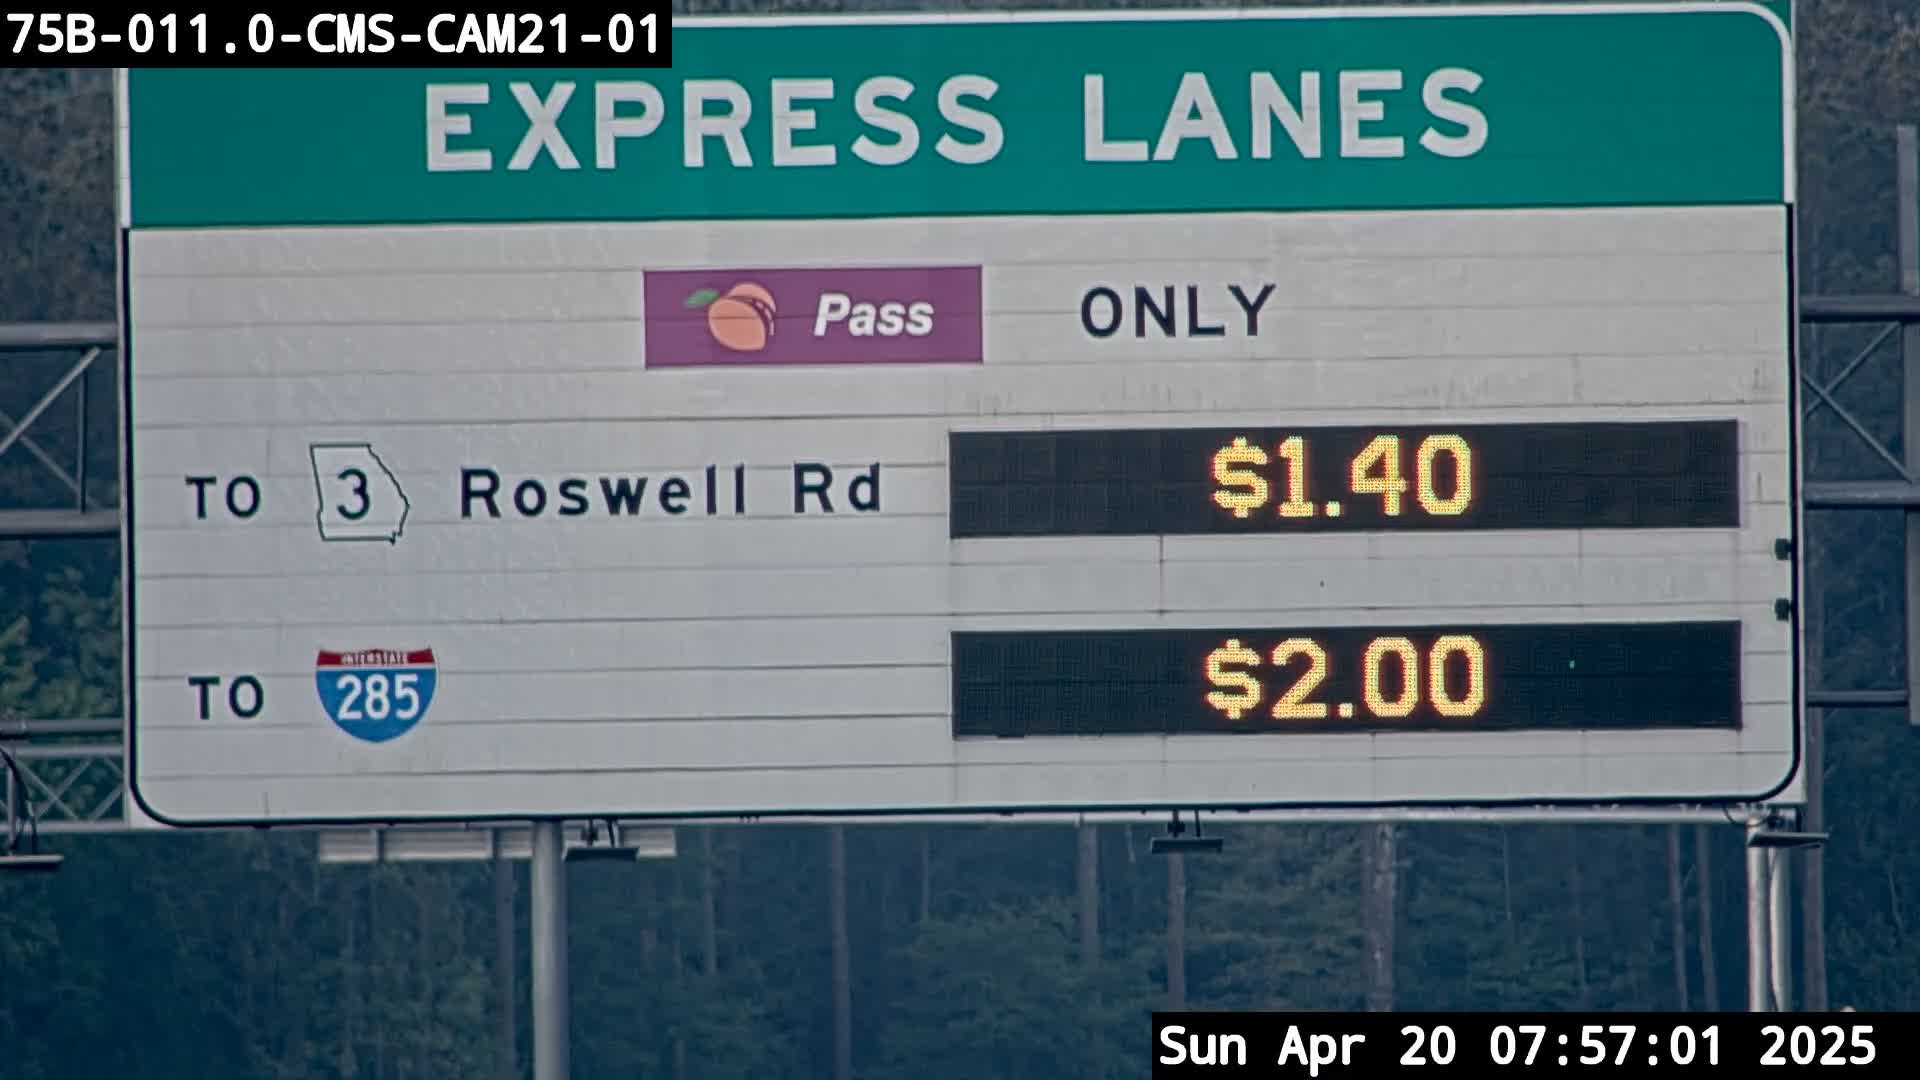 75B-011.0-CMS-CAM21-01
EXPRESS LANES
Pass ONLY
TO 3 Roswell Rd $1.40
TO INTERSTATE 285 $2.00
Sun Apr 20 07:57:01 2025